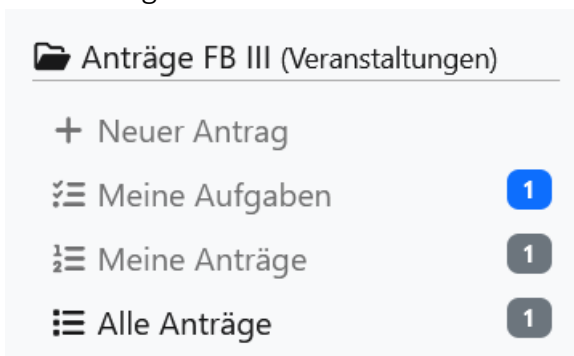 Anträge FB III (Veranstaltungen)
Neuer Antrag
Meine Aufgaben 1
Meine Anträge 1
Alle Anträge 1